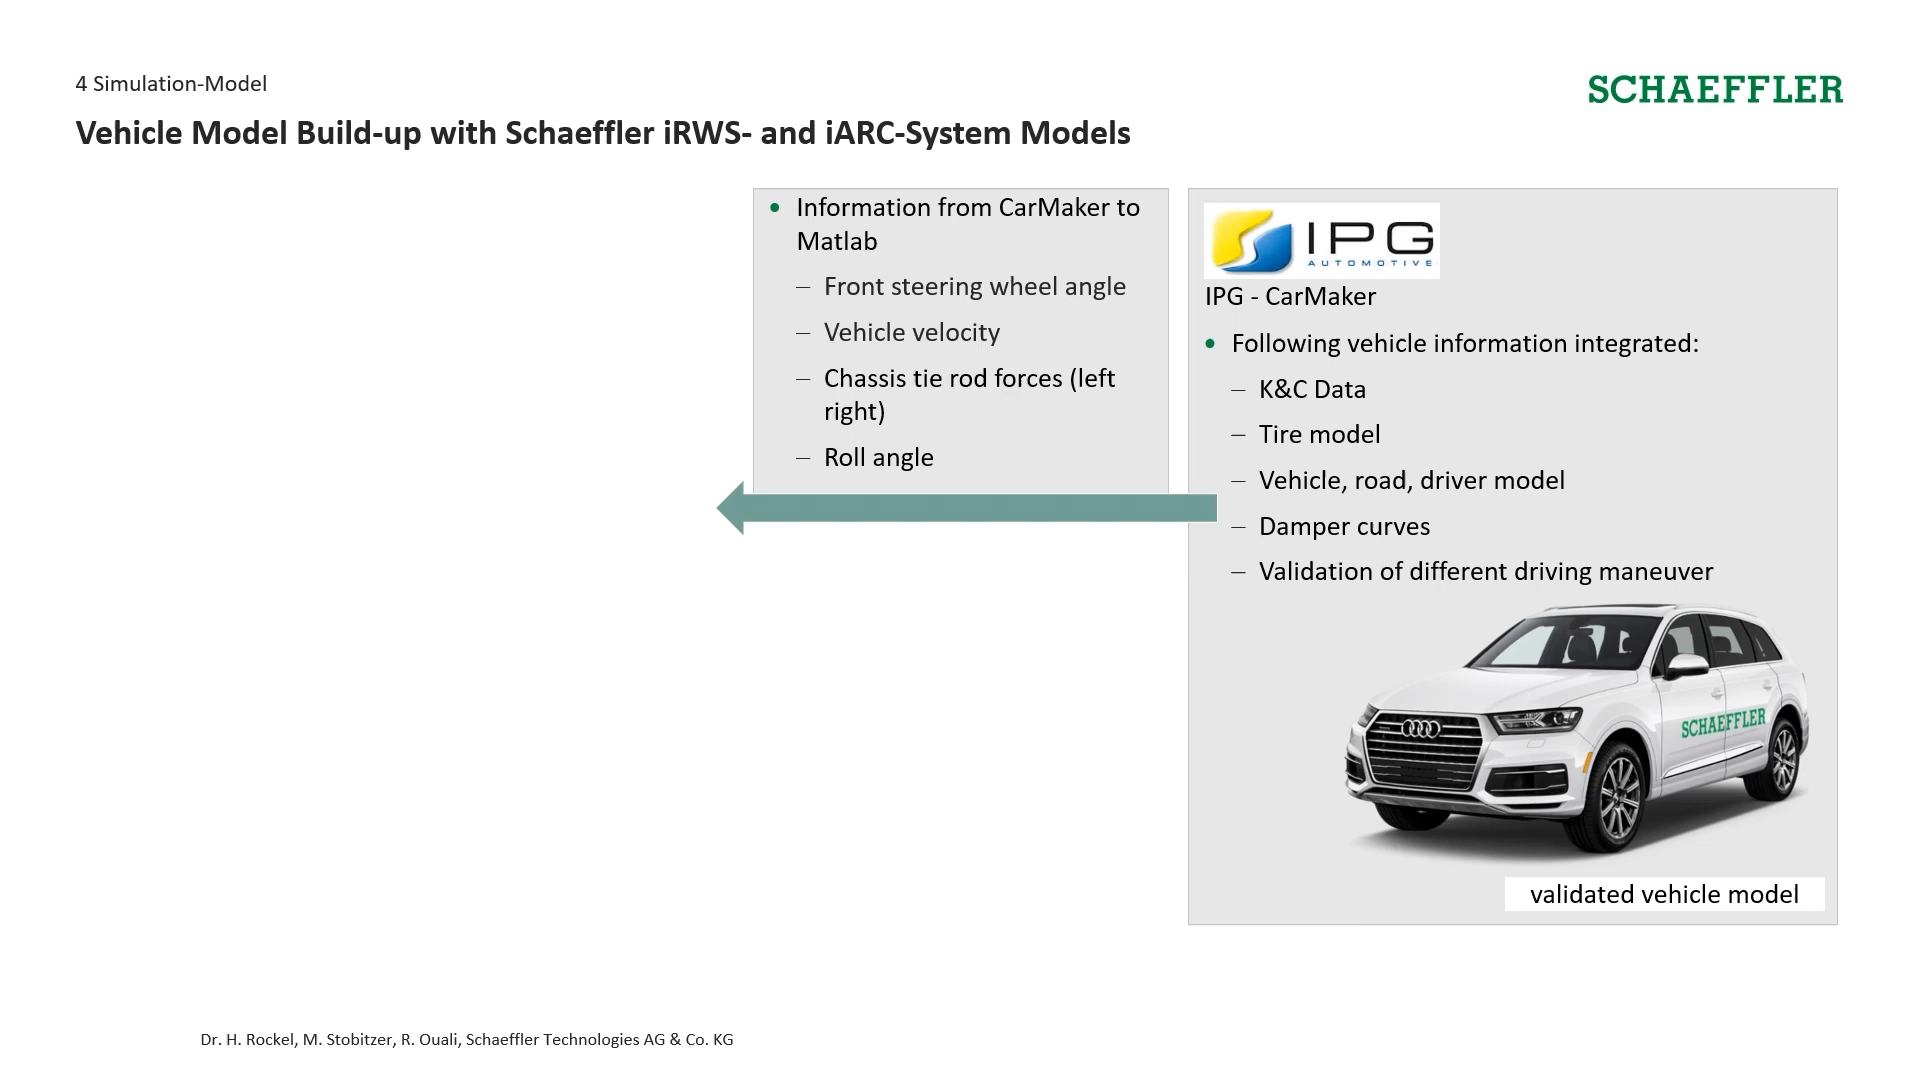 4 Simulation-Model
SCHAEFFLER
Vehicle Model Build-up with Schaeffler iRWS- and iARC-System Models
• Information from CarMaker to
Matlab
– Front steering wheel angle
– Vehicle velocity
– Chassis tie rod forces (left
right)
– Roll angle
IPG
AUTOMOTIVE
IPG - CarMaker
• Following vehicle information integrated:
– K&C Data
– Tire model
– Vehicle, road, driver model
– Damper curves
– Validation of different driving maneuver
SCHAEFFLER
validated vehicle model
Dr. H. Rockel, M. Stobitzer, R. Ouali, Schaeffler Technologies AG & Co. KG